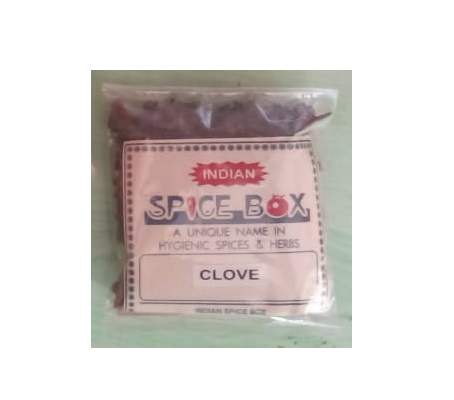 INDIAN
SPICE BOX
A UNIQUE NAME IN
HYGIENIC SPICES & HERBS
CLOVE
INDIAN SPICE BOX